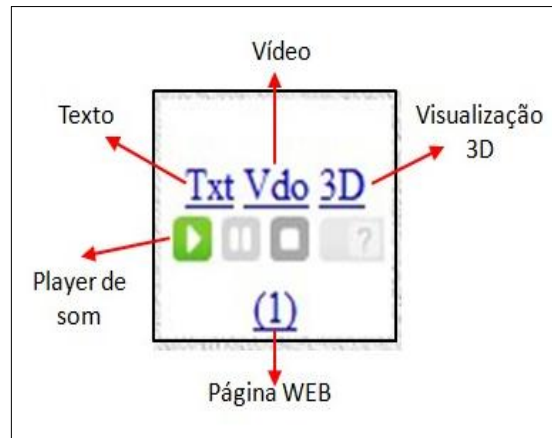 Vídeo
Texto
Visualização
3D
Txt Vdo 3D
?
Player de
som
(1)
Página WEB